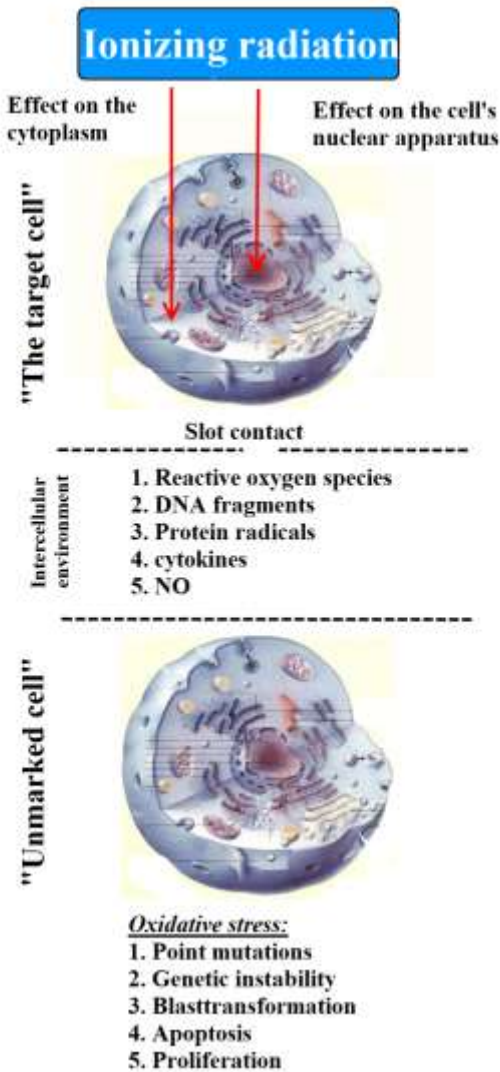 Ionizing radiation
Effect on the
cytoplasm
Effect on the cell's
nuclear apparatus
"The target cell"
Slot contact
Intercellular
environment
1. Reactive oxygen species
2. DNA fragments
3. Protein radicals
4. cytokines
5. NO
"Unmarked cell"
Oxidative stress:
1. Point mutations
2. Genetic instability
3. Blasttransformation
4. Apoptosis
5. Proliferation